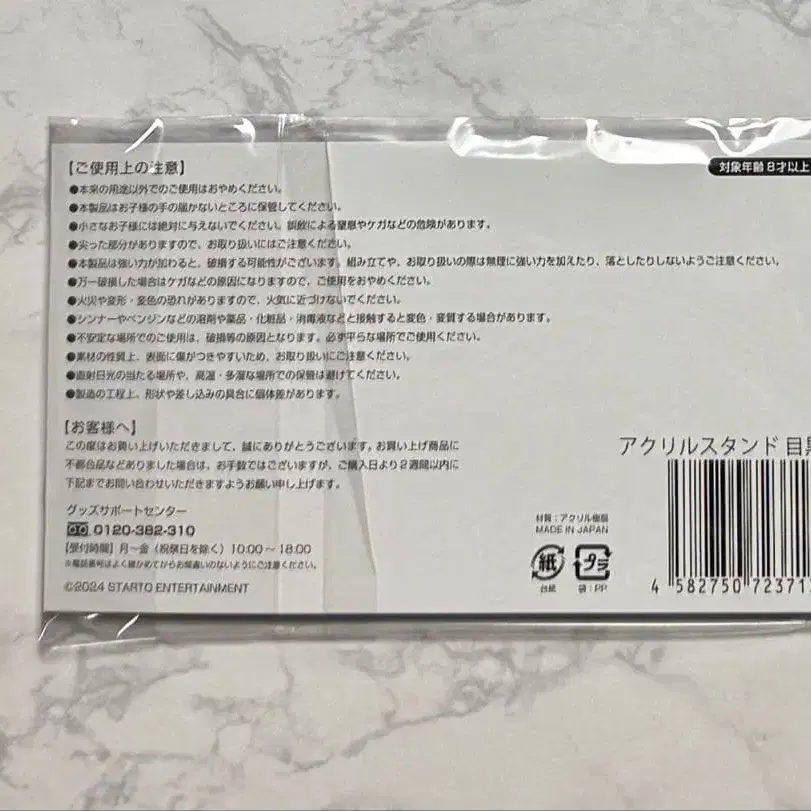 【ご使用上の注意】
対象年齢8才以上
●本来の用途以外でのご使用はおやめください。
●本製品はお子様の手の届かないところに保管してください。
●小さなお子様には絶対に与えないでください。誤飲による窒息やケガなどの危険があります。
●尖った部分がありますので、お取り扱いにはご注意ください。
●本製品は強い力が加わると、破損する可能性がございます。組み立てや、お取り扱いの際は無理に強い力を加えたり、落としたりしないようご注意ください。
●万一破損した場合はケガなどの原因になりますので、ご使用をおやめください。
●火災や変形・変色の恐れがありますので、火気に近づけないでください。
●シンナーやベンジンなどの溶剤や薬品・化粧品・消毒液などと接触すると変色・変質する場合があります。
●不安定な場所でのご使用は、破損等の原因となります。必ず平らな場所でご使用ください。
●素材の性質上、表面に傷がつきやすいため、お取り扱いにご注意ください。
●直射日光の当たる場所や、高温・多湿な場所での保管は避けてください。
●製造の工程上、形状や差し込みの具合に個体差があります。
【お客様へ】
この度はお買い上げいただきまして、誠にありがとうございます。お買い上げ商品に
不都合品などありました場合は、お手数ではございますが、ご購入日より2週間以内に
下記までお問い合わせいただきますようお願い申し上げます。
グッズサポートセンター
0120-382-310
【受付時間】月〜金（祝祭日を除く）10:00〜18:00
※電話番号はよく確かめてからお間違いのないようにご注意ください。
©2024 STARTO ENTERTAINMENT
アクリルスタンド 目黒
材質：アクリル樹脂
MADE IN JAPAN
紙 プラ
台紙 袋：PP
4 582750 72371